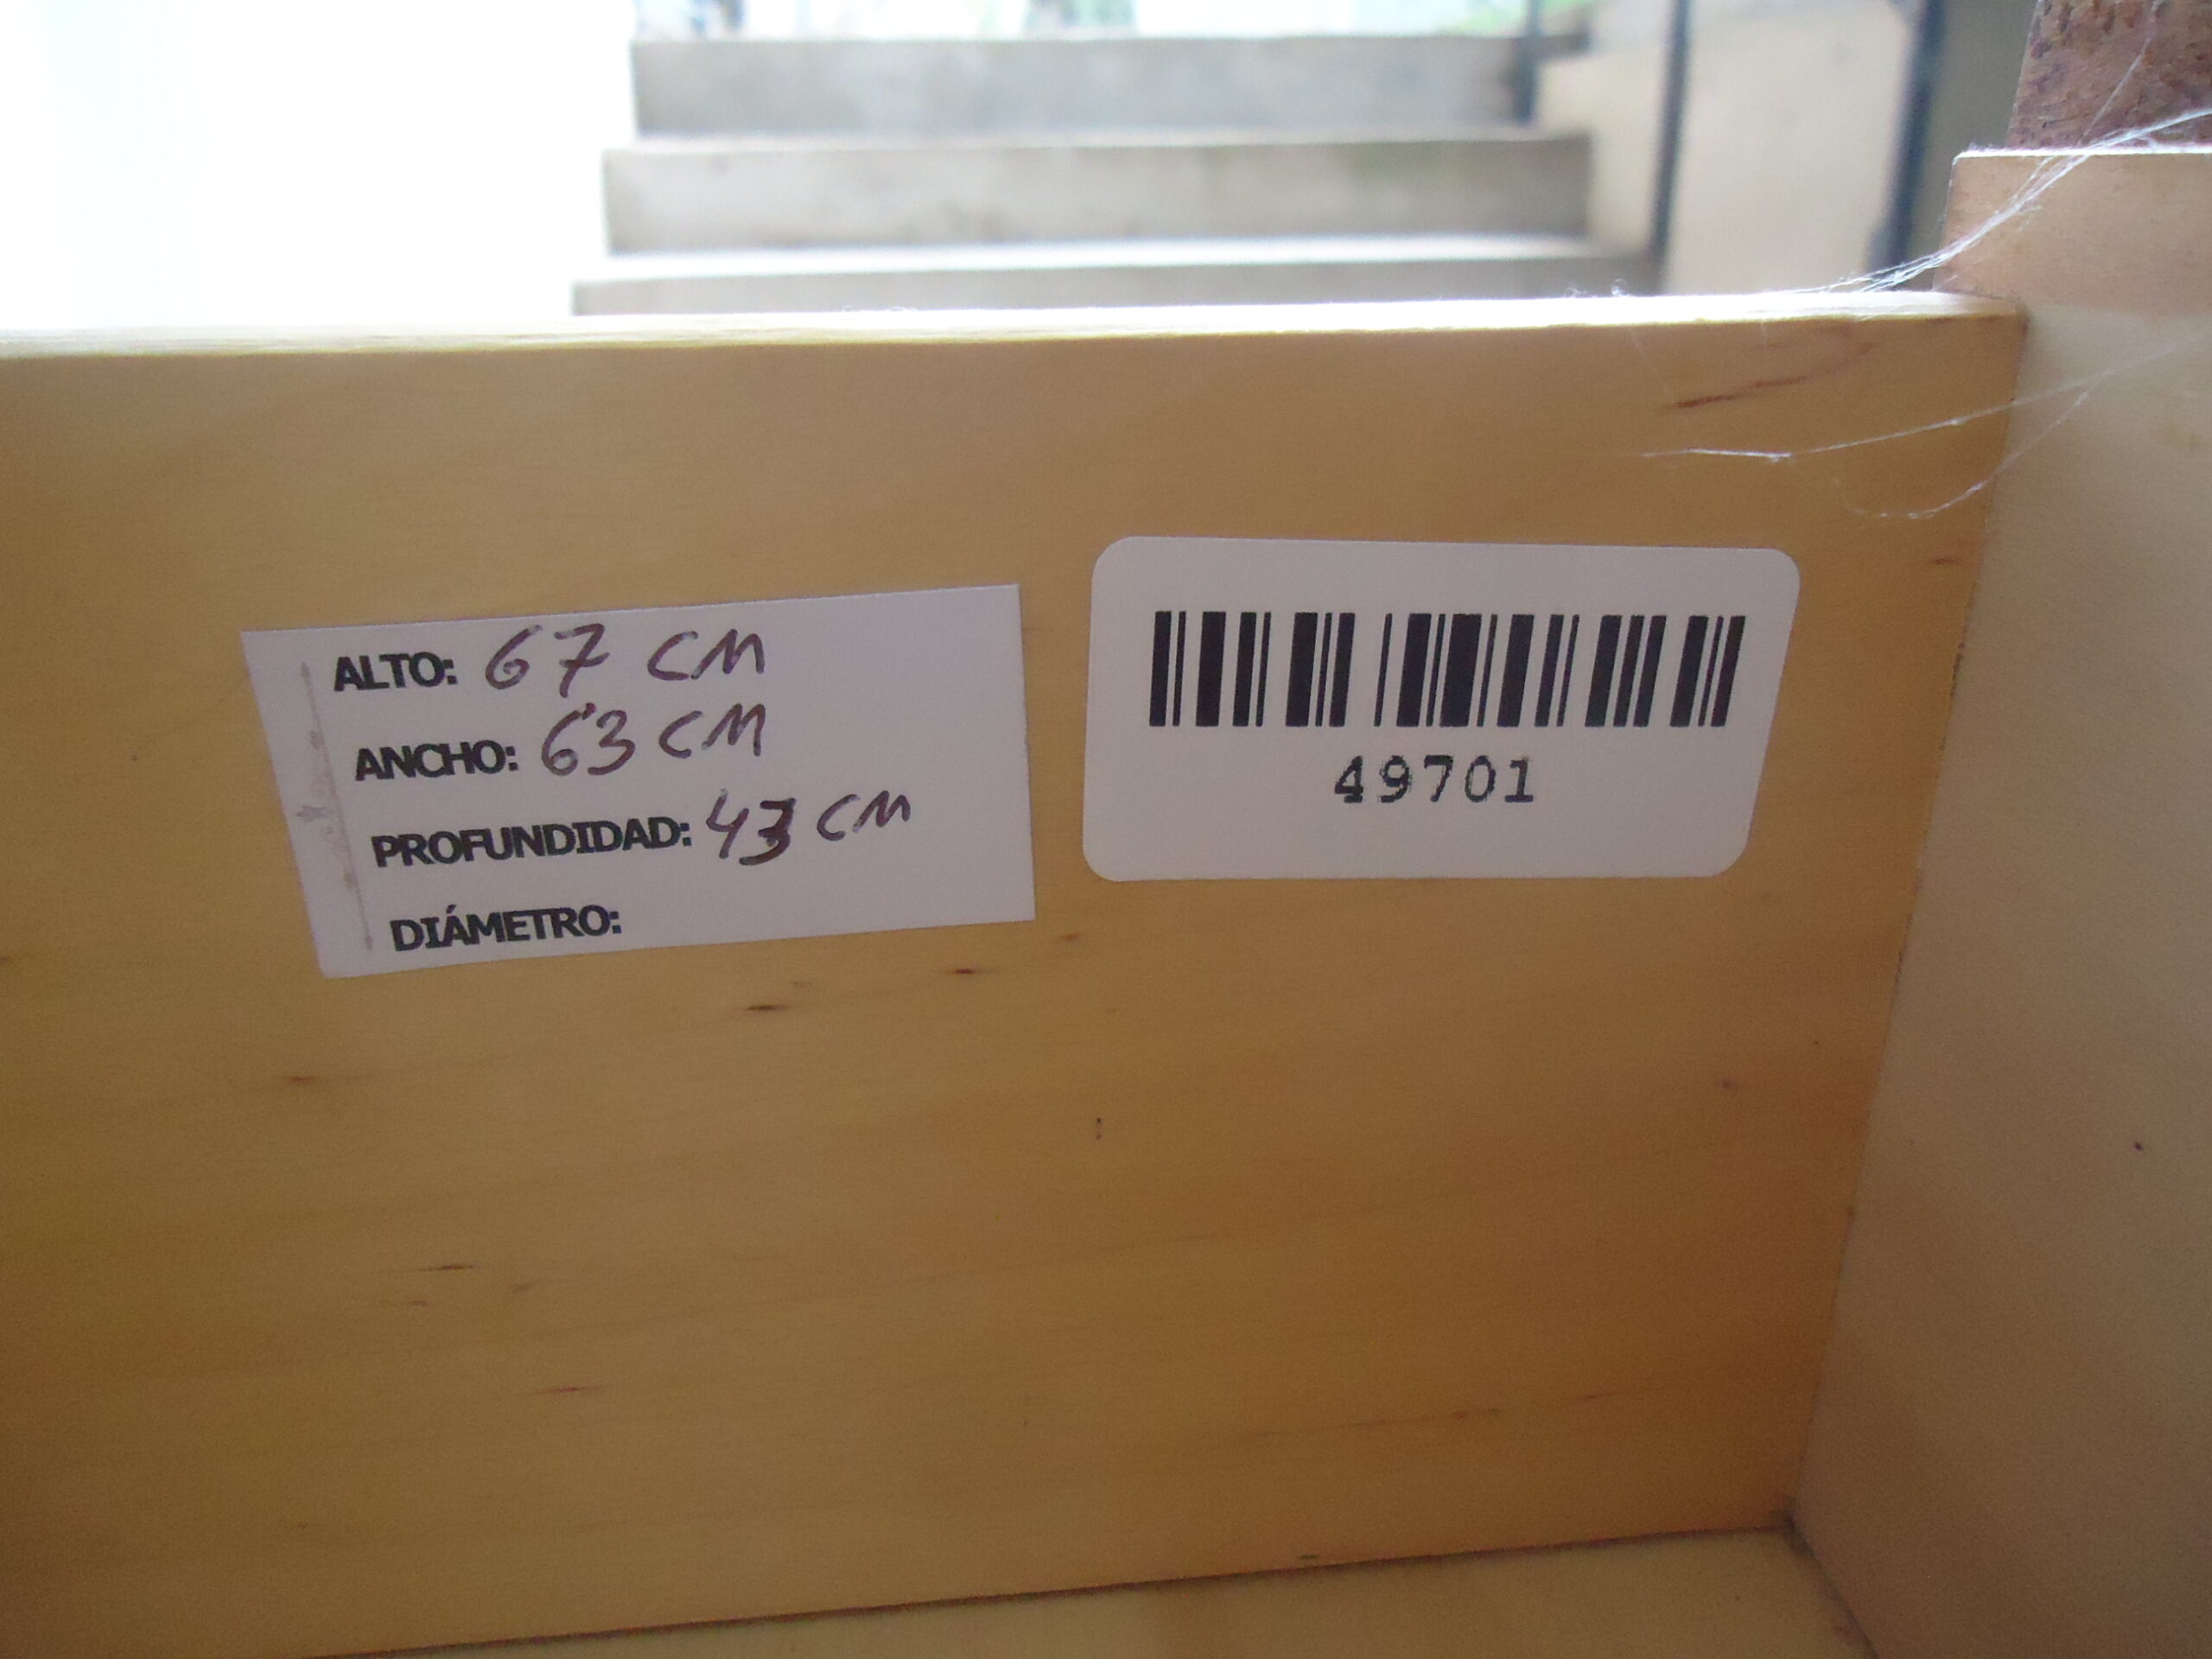 ALTO: 67 CM
ANCHO: 63 CM
PROFUNDIDAD: 43 CM
DIÁMETRO:
49701